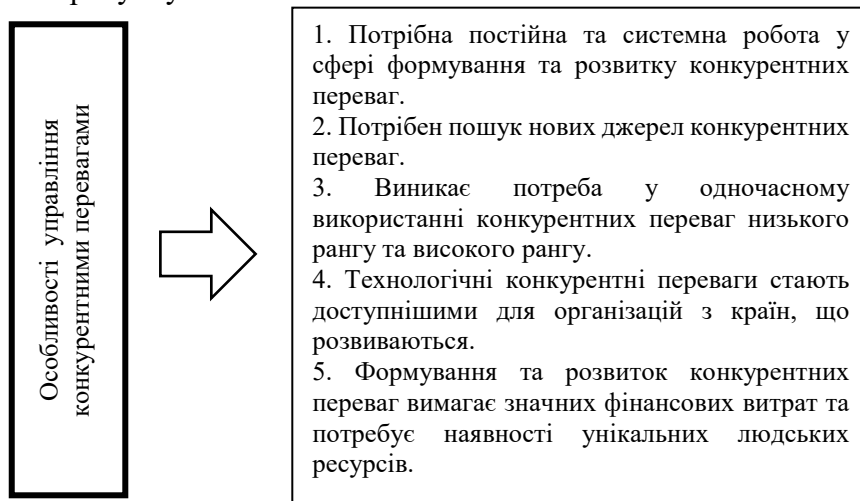 Особливості управління
конкурентними перевагами
1. Потрібна постійна та системна робота у
сфері формування та розвитку конкурентних
переваг.
2. Потрібен пошук нових джерел конкурентних
переваг.
3. Виникає потреба у одночасному
використанні конкурентних переваг низького
рангу та високого рангу.
4. Технологічні конкурентні переваги стають
доступнішими для організацій з країн, що
розвиваються.
5. Формування та розвиток конкурентних
переваг вимагає значних фінансових витрат та
потребує наявності унікальних людських
ресурсів.